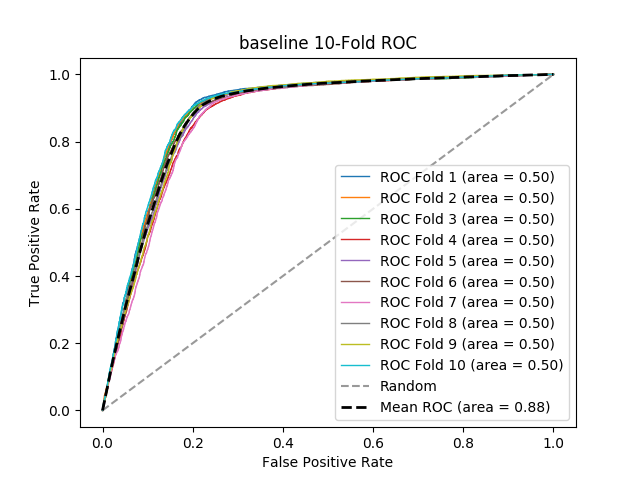 baseline 10-Fold ROC
True Positive Rate
1.0
0.8
0.6
0.4
0.2
0.0
ROC Fold 1 (area = 0.50)
ROC Fold 2 (area = 0.50)
ROC Fold 3 (area = 0.50)
ROC Fold 4 (area = 0.50)
ROC Fold 5 (area = 0.50)
ROC Fold 6 (area = 0.50)
ROC Fold 7 (area = 0.50)
ROC Fold 8 (area = 0.50)
ROC Fold 9 (area = 0.50)
ROC Fold 10 (area = 0.50)
Random
Mean ROC (area = 0.88)
0.0 0.2 0.4 0.6 0.8 1.0
False Positive Rate